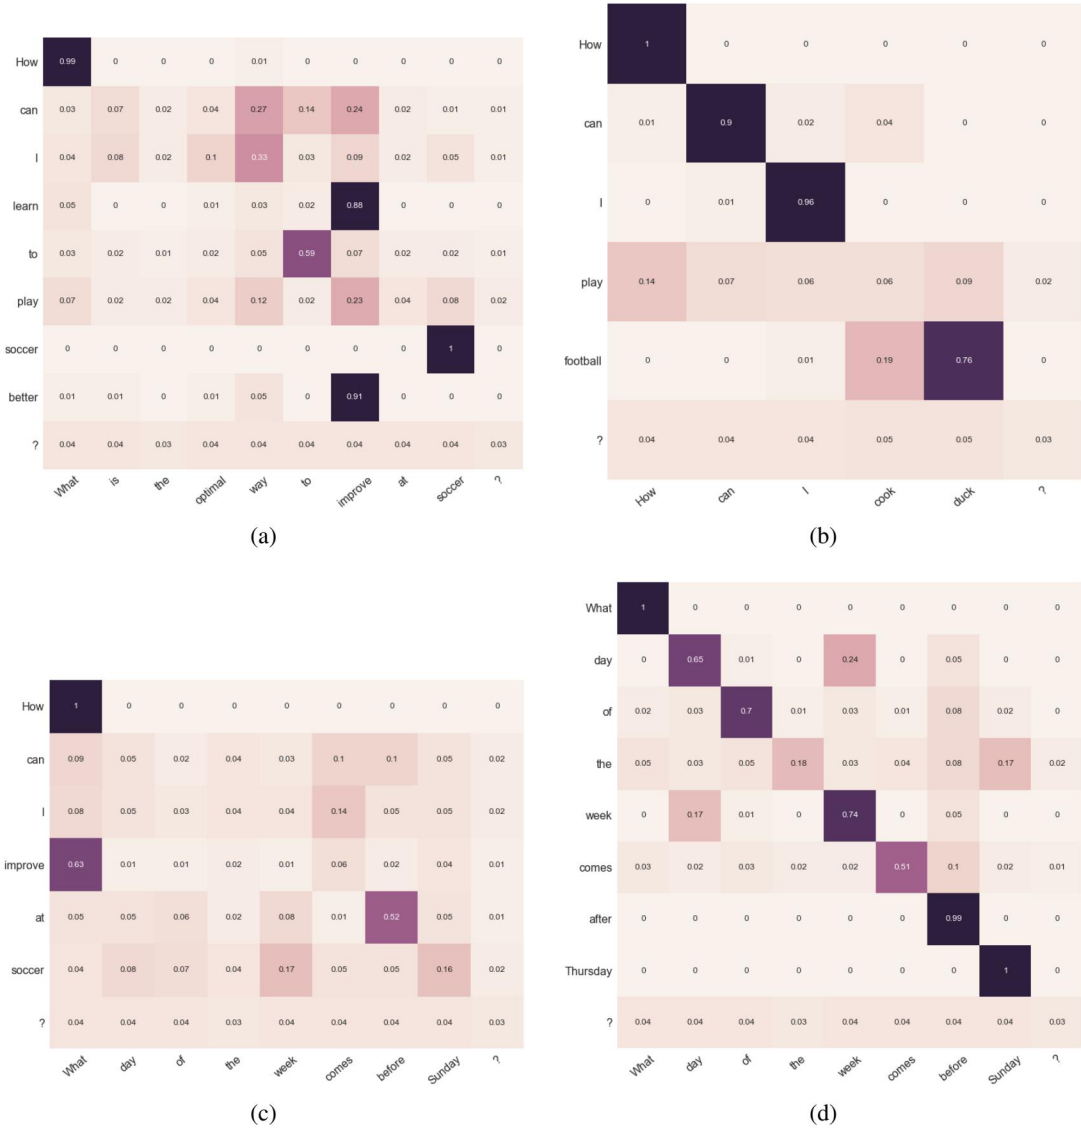 How 0.99 0 0 0 0.01 0 0 0 0 0
can 0.03 0.07 0.02 0.04 0.27 0.14 0.24 0.02 0.01 0.01
I 0.04 0.08 0.02 0.1 0.33 0.03 0.09 0.02 0.05 0.01
learn 0.05 0 0 0.01 0.03 0.02 0.88 0 0 0
to 0.03 0.02 0.01 0.02 0.05 0.59 0.07 0.02 0.02 0.01
play 0.07 0.02 0.02 0.04 0.12 0.02 0.23 0.04 0.08 0.02
soccer 0 0 0 0 0 0 0 0 1 0
better 0.01 0.01 0 0.01 0.05 0 0.91 0 0 0
? 0.04 0.04 0.03 0.04 0.04 0.04 0.04 0.04 0.04 0.03
What is the optimal way to improve at soccer ?
(a)
How 1 0 0 0 0 0
can 0.01 0.9 0.02 0.04 0 0
I 0 0.01 0.96 0 0 0
play 0.14 0.07 0.06 0.06 0.09 0.02
football 0 0 0.01 0.19 0.76 0
? 0.04 0.04 0.04 0.05 0.05 0.03
How can I cook duck ?
(b)
How 1 0 0 0 0 0 0 0 0
can 0.09 0.05 0.02 0.04 0.03 0.1 0.1 0.05 0.02
I 0.08 0.05 0.03 0.04 0.04 0.14 0.05 0.05 0.02
improve 0.63 0.01 0.01 0.02 0.01 0.06 0.02 0.04 0.01
at 0.05 0.05 0.06 0.02 0.08 0.01 0.52 0.05 0.01
soccer 0.04 0.08 0.07 0.04 0.17 0.05 0.05 0.16 0.02
? 0.04 0.04 0.04 0.03 0.04 0.04 0.04 0.04 0.03
What day of the week comes before Sunday ?
(c)
What 1 0 0 0 0 0 0 0 0
day 0 0.65 0.01 0 0.24 0 0.05 0 0
of 0.02 0.03 0.7 0.01 0.03 0.01 0.08 0.02 0
the 0.05 0.03 0.05 0.18 0.03 0.04 0.08 0.17 0.02
week 0 0.17 0.01 0 0.74 0 0.05 0 0
comes 0.03 0.02 0.03 0.02 0.02 0.51 0.1 0.02 0.01
after 0 0 0 0 0 0 0.99 0 0
Thursday 0 0 0 0 0 0 0 1 0
? 0.04 0.04 0.04 0.03 0.04 0.04 0.04 0.04 0.03
What day of the week comes before Sunday ?
(d)